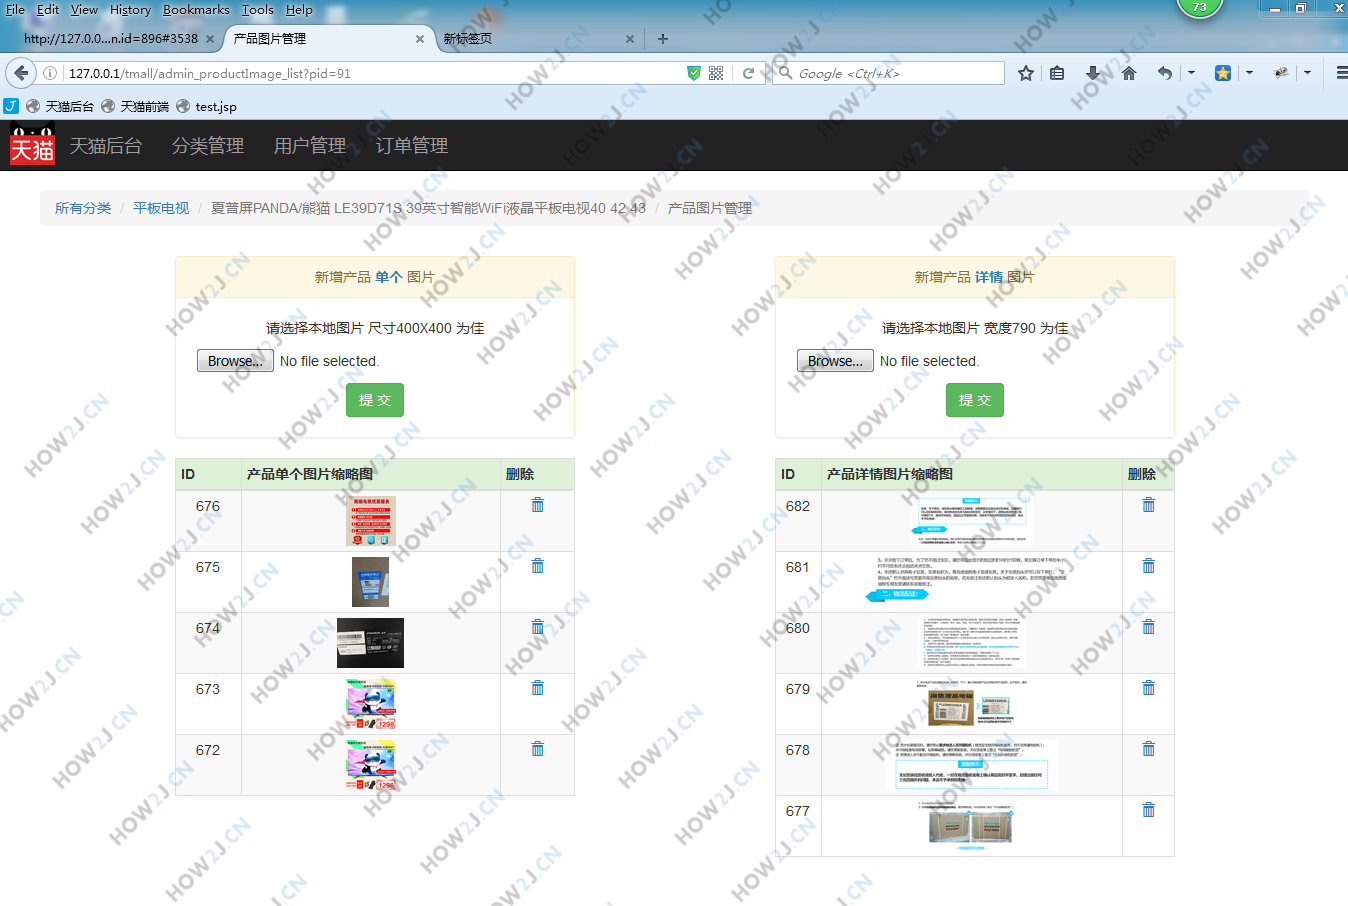 File Edit View History Bookmarks Tools Help
73
http://127.0.0...n.id=896#3538 × 产品图片管理 × 新标签页 × +
127.0.0.1/tmall/admin_productImage_list?pid=91
Google <Ctrl+K>
天猫后台 天猫前端 test.jsp
天猫 天猫后台 分类管理 用户管理 订单管理
所有分类 / 平板电视 / 夏普屏PANDA/熊猫 LE39D71S 39英寸智能WiFi液晶平板电视40 42 43 / 产品图片管理
新增产品 单个 图片
请选择本地图片 尺寸400X400 为佳
Browse... No file selected.
提 交
ID 产品单个图片缩略图 删除
676
675
674
673
1298
672
1298
新增产品 详情 图片
请选择本地图片 宽度790 为佳
Browse... No file selected.
提 交
ID 产品详情图片缩略图 删除
682
681
二、物流配送:
680
679
678
677
HOW2J.CN